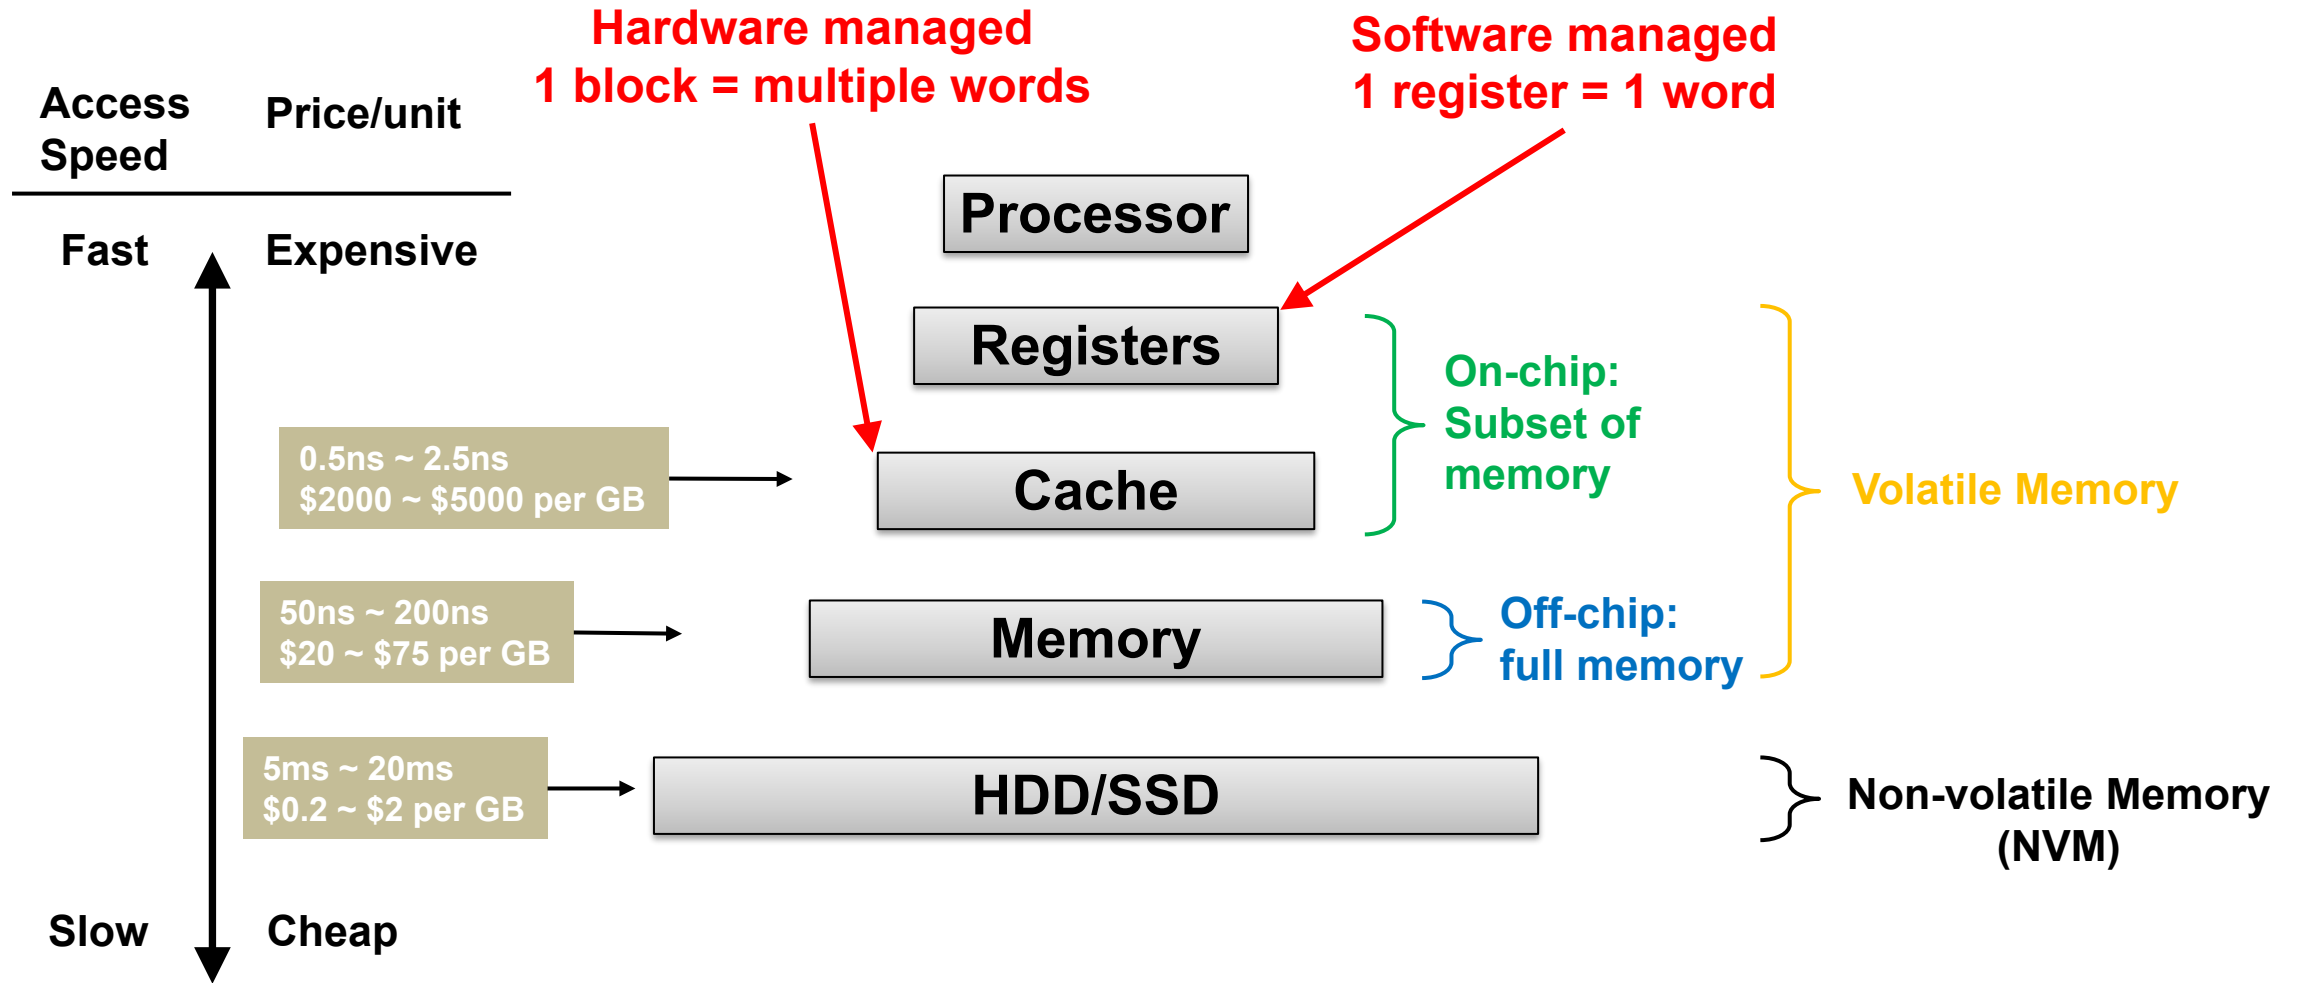 Hardware managed
1 block = multiple words
Software managed
1 register = 1 word
Access
Speed
Price/unit
Fast
Expensive
Processor
Registers
On-chip:
Subset of
memory
0.5ns ~ 2.5ns
$2000 ~ $5000 per GB
Cache
Volatile Memory
50ns ~ 200ns
$20 ~ $75 per GB
Memory
Off-chip:
full memory
5ms ~ 20ms
$0.2 ~ $2 per GB
HDD/SSD
Non-volatile Memory
(NVM)
Slow
Cheap